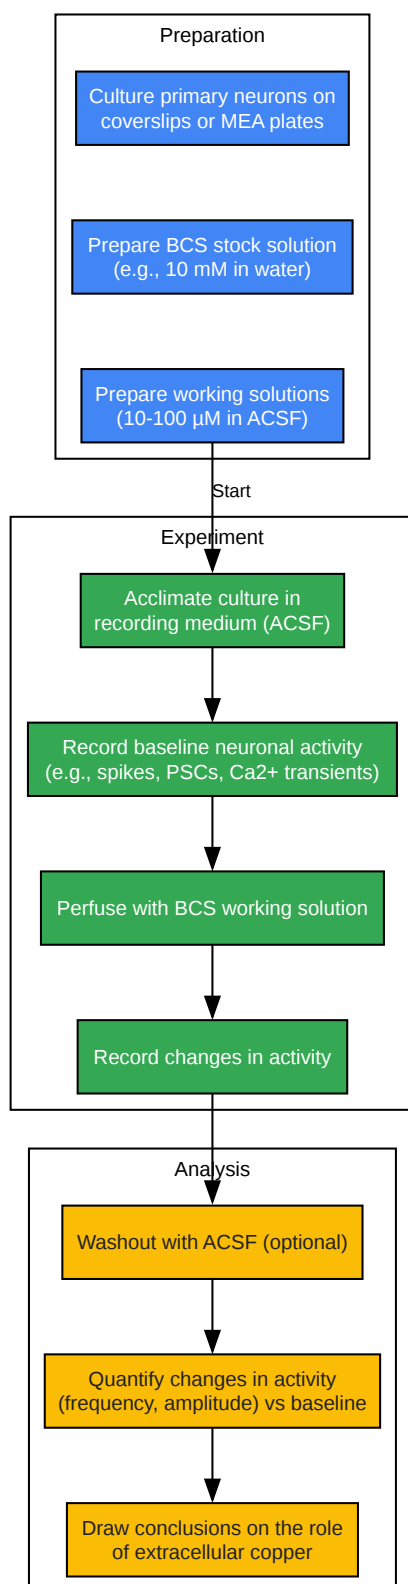 Preparation
Culture primary neurons on
coverslips or MEA plates
Prepare BCS stock solution
(e.g., 10 mM in water)
Prepare working solutions
(10-100 µM in ACSF)
Start
Experiment
Acclimate culture in
recording medium (ACSF)
Record baseline neuronal activity
(e.g., spikes, PSCs, Ca2+ transients)
Perfuse with BCS working solution
Record changes in activity
Analysis
Washout with ACSF (optional)
Quantify changes in activity
(frequency, amplitude) vs baseline
Draw conclusions on the role
of extracellular copper